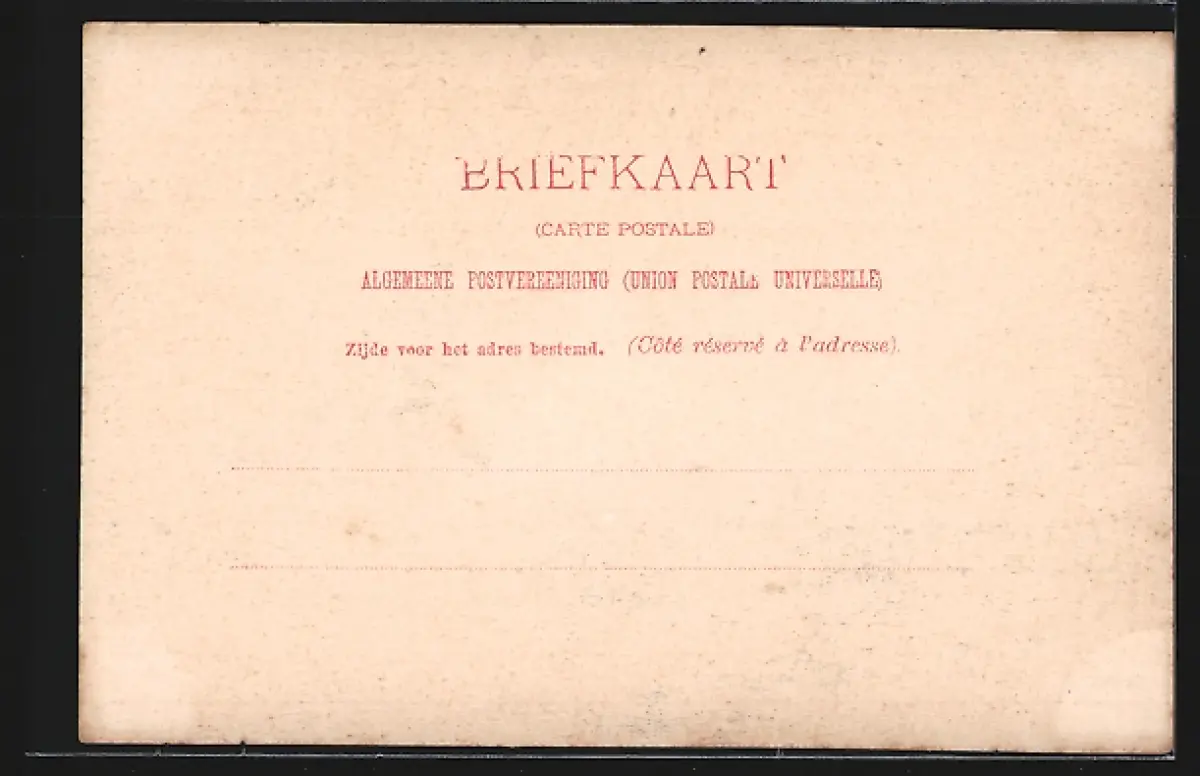 BRIEFKAART
(CARTE POSTALE)
ALGEMEENE POSTVEREENIGING (UNION POSTALE UNIVERSELLE)
Zijde voor het adres bestemd. (Côté réservé à l'adresse).